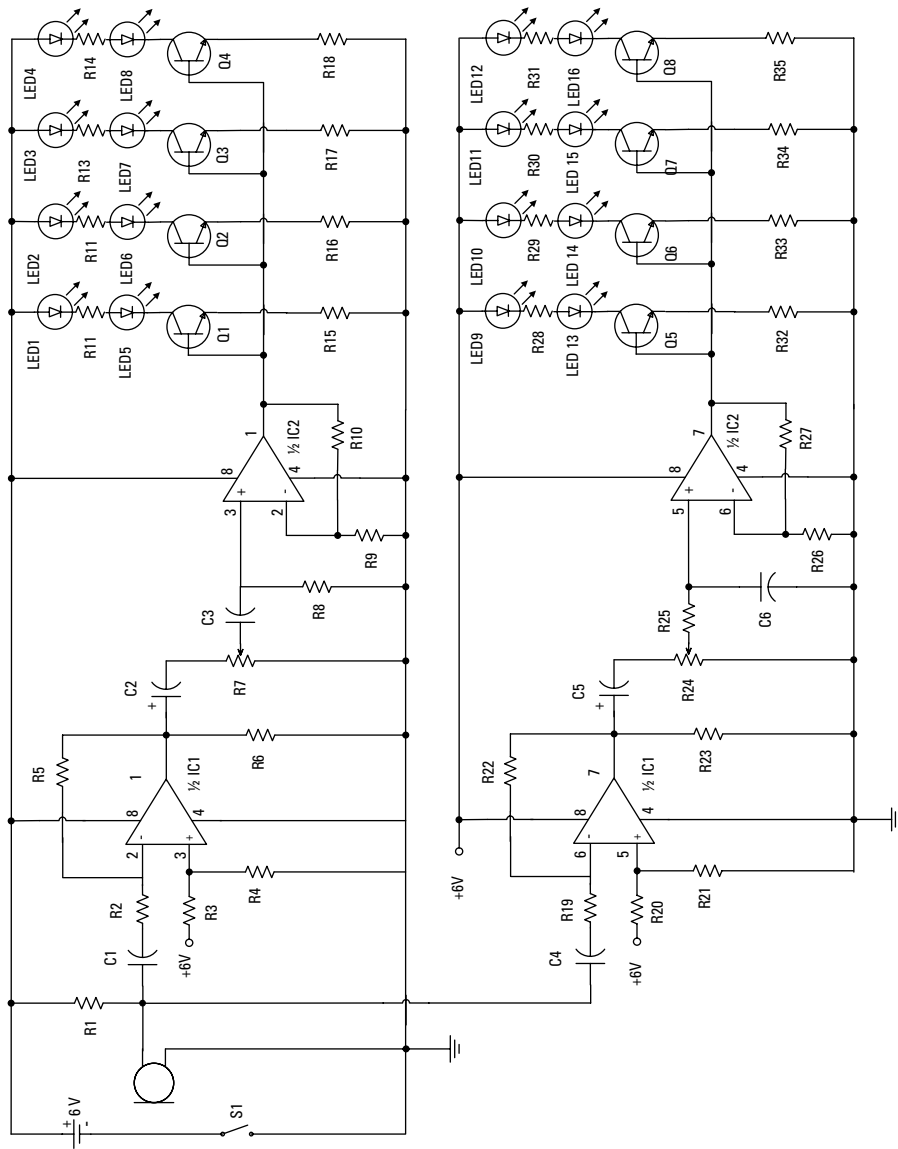 +
6 V
-
S1
R1
C1
R2
R3
+6V
R4
R5
2
-
3
+
8
4
1
½ IC1
R6
C2
+
R7
C3
R8
3
+
2
-
8
4
1
½ IC2
R9
R10
LED1
R11
LED5
Q1
R15
LED2
R11
LED6
Q2
R16
LED3
R13
LED7
Q3
R17
LED4
R14
LED8
Q4
R18
+6V
C4
R19
R20
+6V
R21
R22
6
-
5
+
8
4
7
½ IC1
R23
C5
+
R24
R25
C6
5
+
6
-
8
4
7
½ IC2
R26
R27
LED9
R28
LED 13
Q5
R32
LED10
R29
LED 14
Q6
R33
LED11
R30
LED 15
Q7
R34
LED12
R31
LED16
Q8
R35